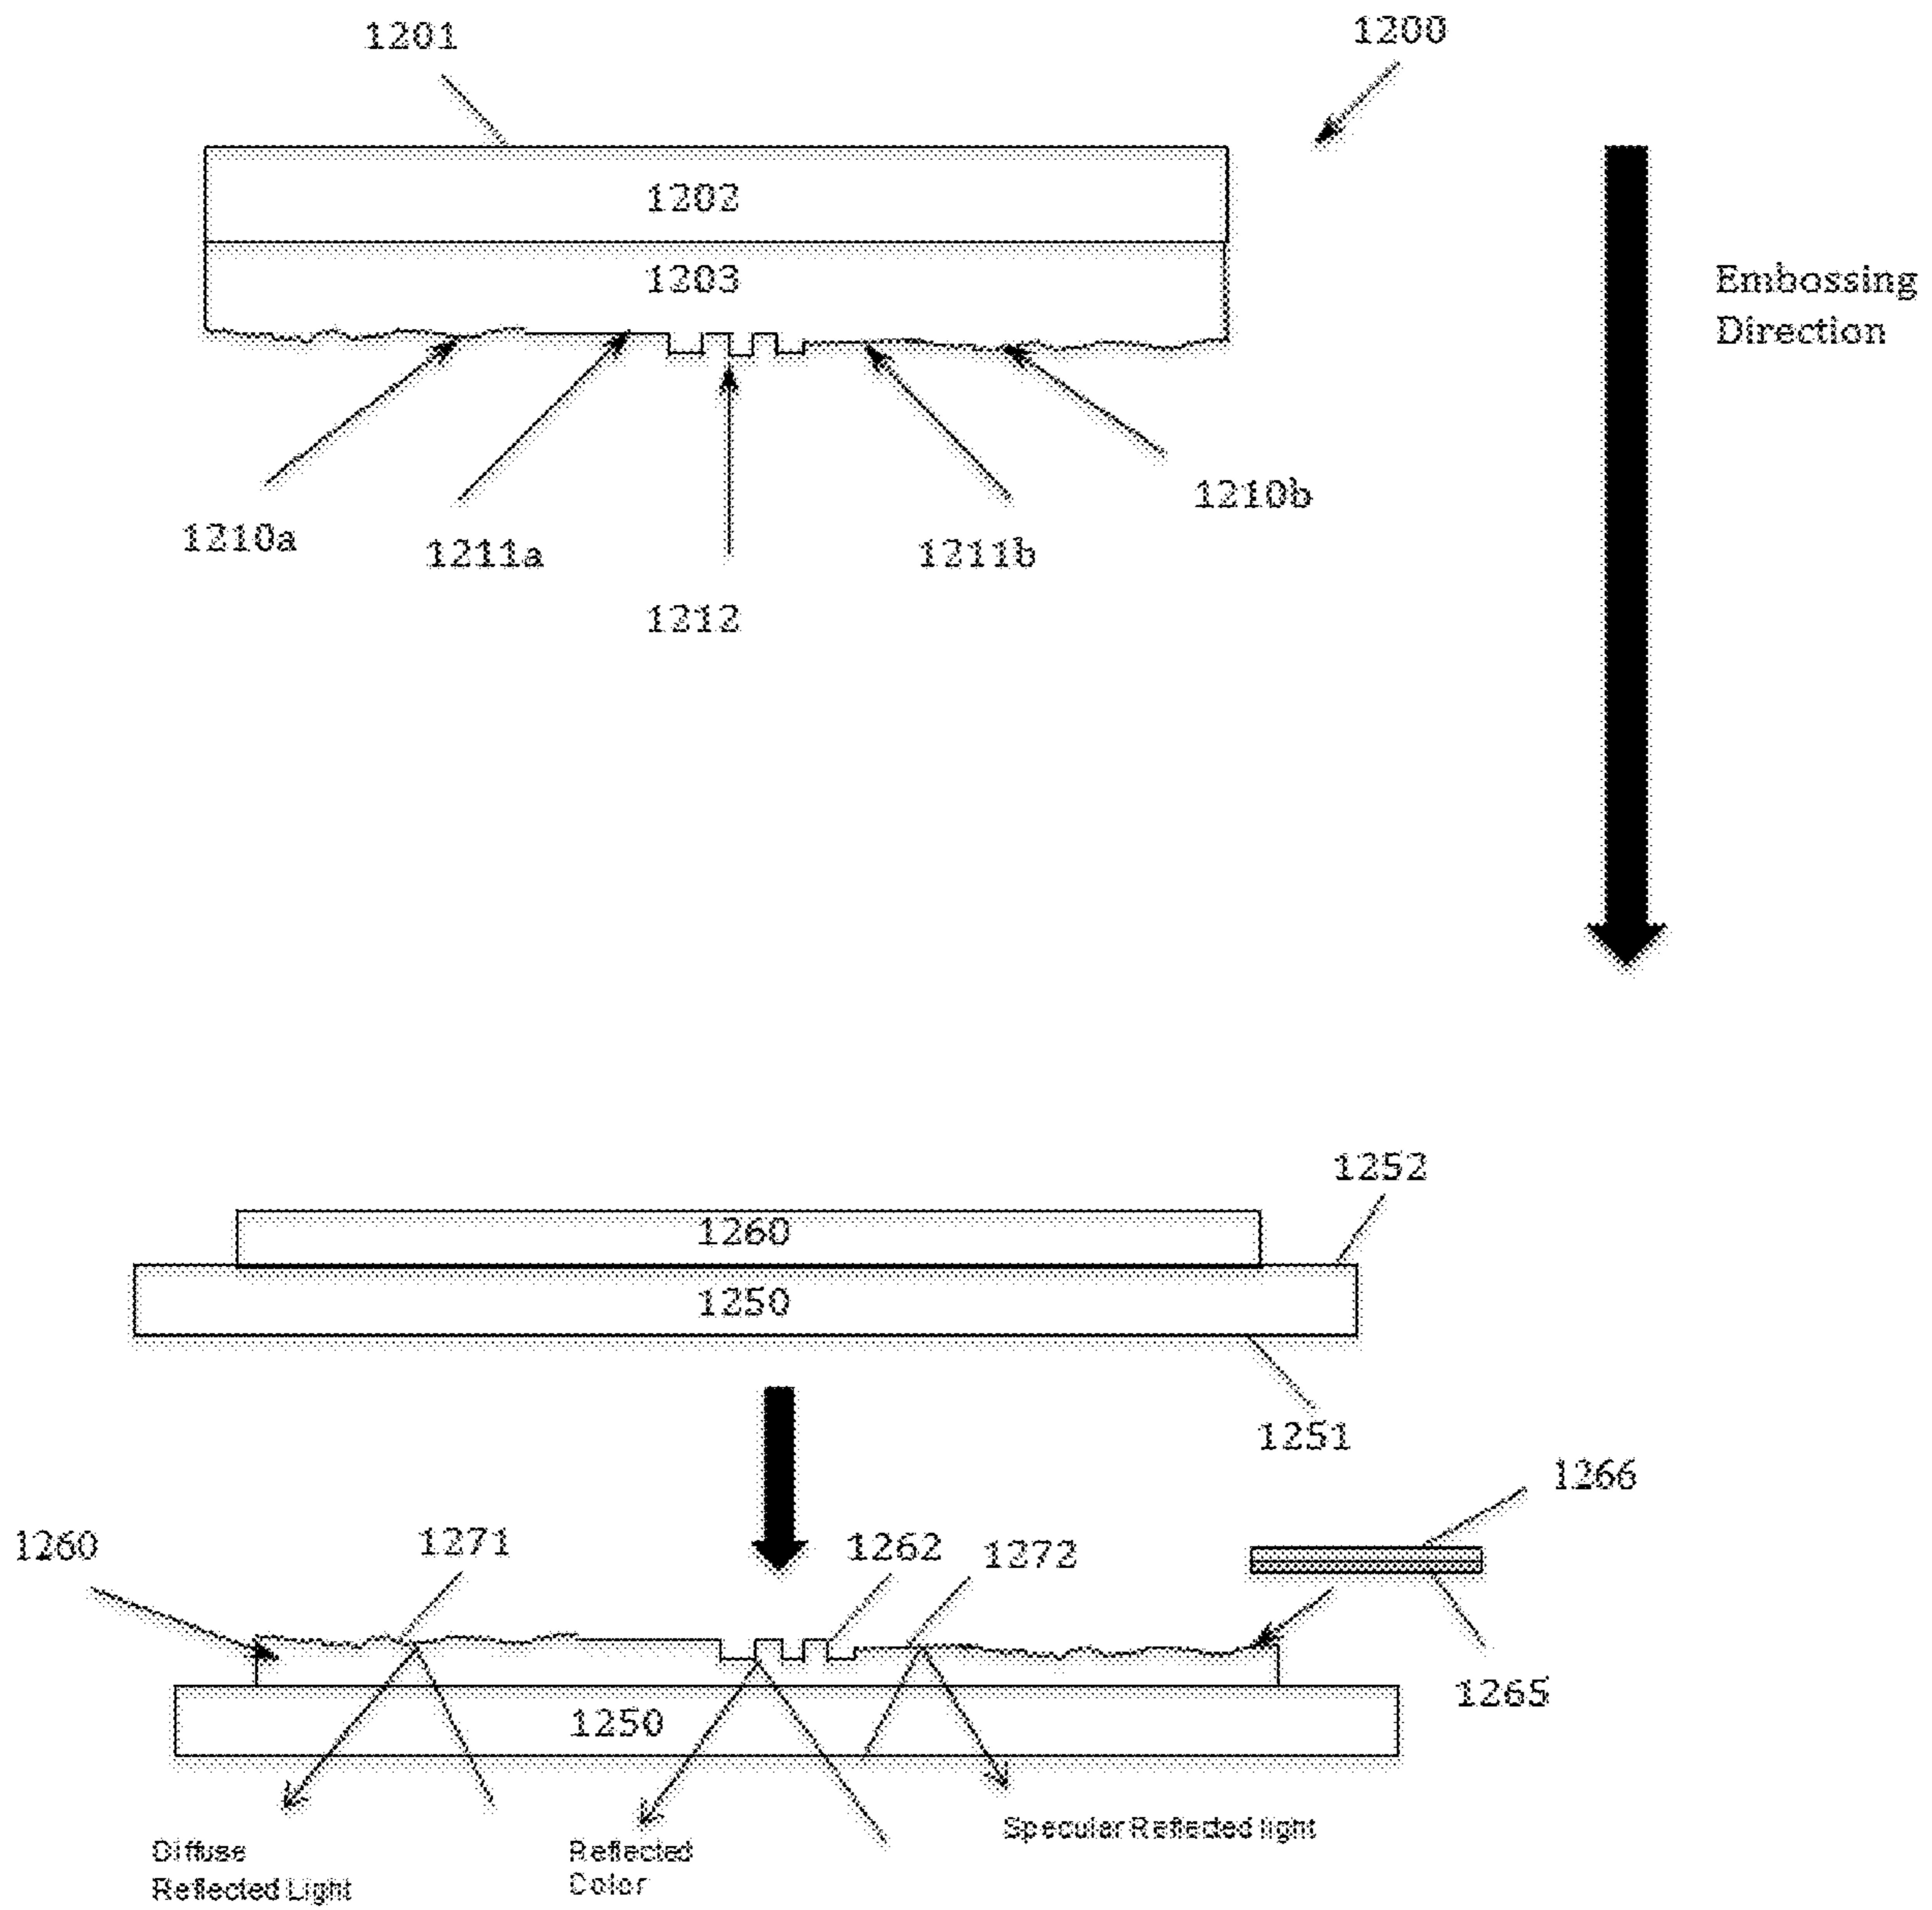 1201
1200
1202
1203
Embossing
Direction
1210a
1211a
1212
1211b
1210b
1252
1260
1250
1251
1266
1260
1271
1262
1272
1265
1250
Diffuse
Reflected Light
Reflected
Color
Specular Reflected light